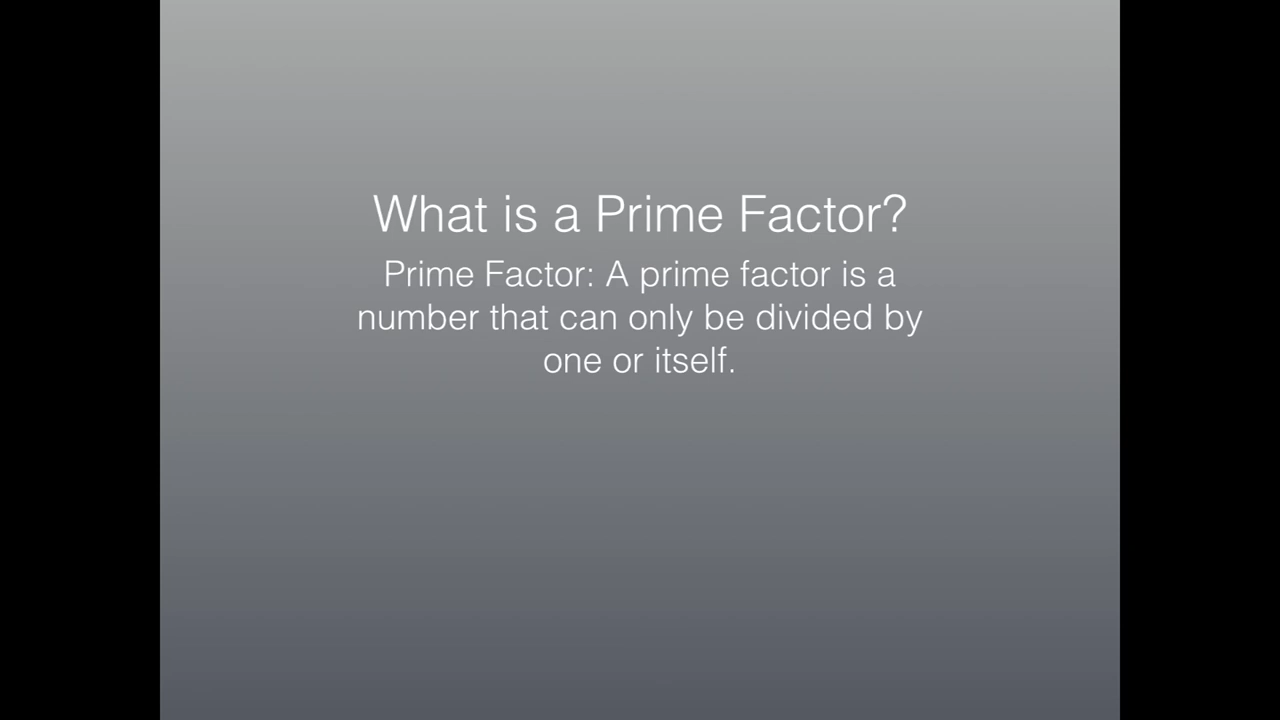 What is a Prime Factor?
Prime Factor: A prime factor is a
number that can only be divided by
one or itself.